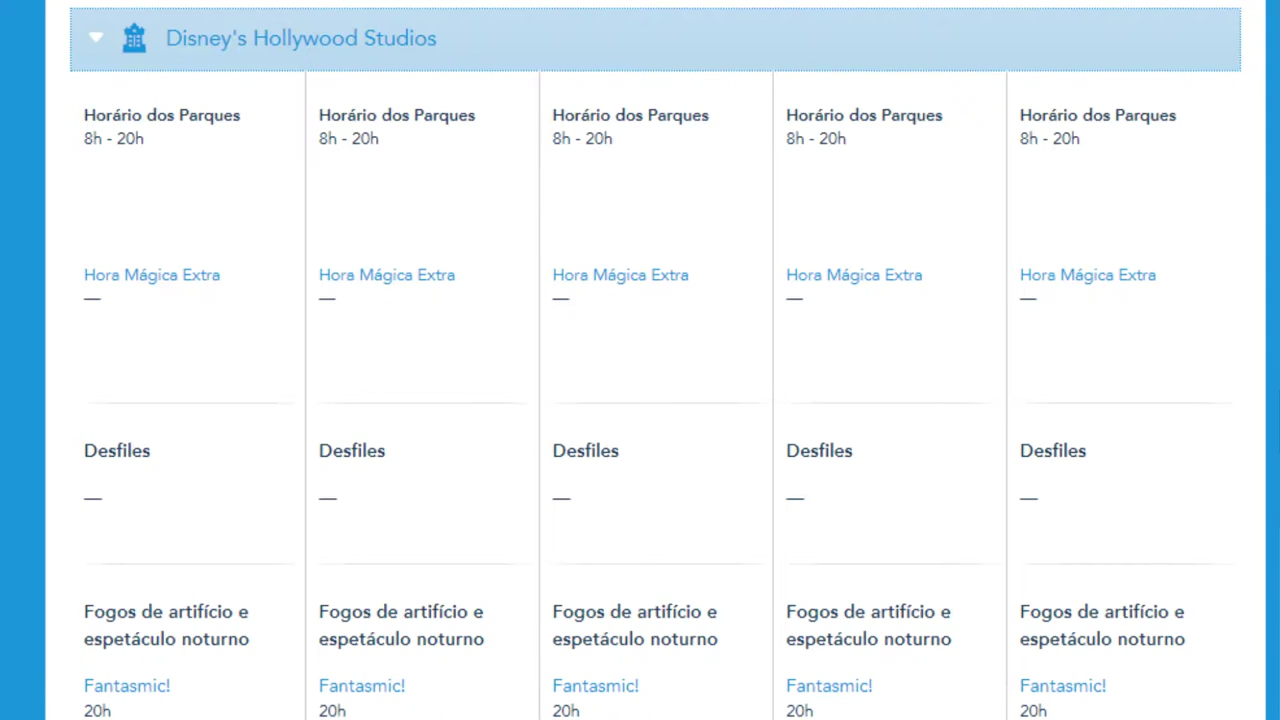 Disney's Hollywood Studios
Horário dos Parques
8h - 20h
Hora Mágica Extra
—
Desfiles
—
Fogos de artifício e
espetáculo noturno
Fantasmic!
20h
Horário dos Parques
8h - 20h
Hora Mágica Extra
—
Desfiles
—
Fogos de artifício e
espetáculo noturno
Fantasmic!
20h
Horário dos Parques
8h - 20h
Hora Mágica Extra
—
Desfiles
—
Fogos de artifício e
espetáculo noturno
Fantasmic!
20h
Horário dos Parques
8h - 20h
Hora Mágica Extra
—
Desfiles
—
Fogos de artifício e
espetáculo noturno
Fantasmic!
20h
Horário dos Parques
8h - 20h
Hora Mágica Extra
—
Desfiles
—
Fogos de artifício e
espetáculo noturno
Fantasmic!
20h